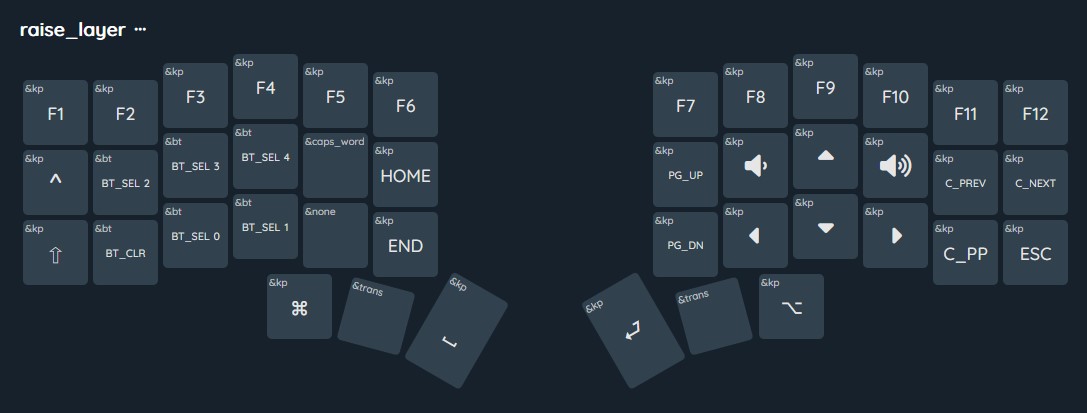 raise_layer ···
&kp F1
&kp F2
&kp F3
&kp F4
&kp F5
&kp F6
&kp F7
&kp F8
&kp F9
&kp F10
&kp F11
&kp F12
&kp ^
&bt BT_SEL 2
&bt BT_SEL 3
&bt BT_SEL 4
&caps_word
&kp HOME
&kp PG_UP
&kp
&kp
&kp
&kp C_PREV
&kp C_NEXT
&kp ⇧
&bt BT_CLR
&bt BT_SEL 0
&bt BT_SEL 1
&none
&kp END
&kp PG_DN
&kp
&kp
&kp
&kp C_PP
&kp ESC
&kp ⌘
&trans
&kp
&kp
&trans
&kp ⌥